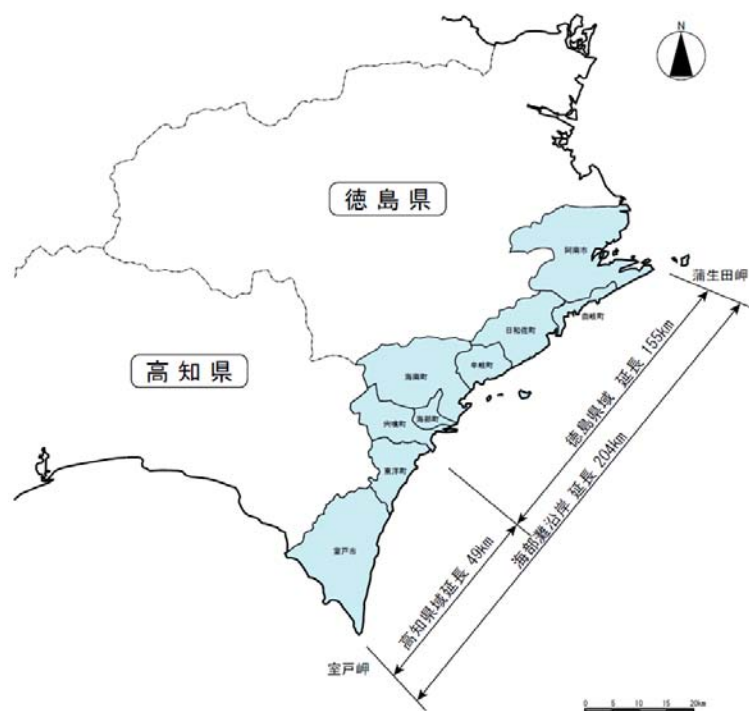 N
徳島県
阿南市
蒲生田岬
由岐町
日和佐町
牟岐町
高知県
海南町
海部町
宍喰町
東洋町
室戸市
徳島県域 延長 155km
海部灘沿岸 延長 204km
高知県域延長 49km
室戸岬
0 5 10 15 20km